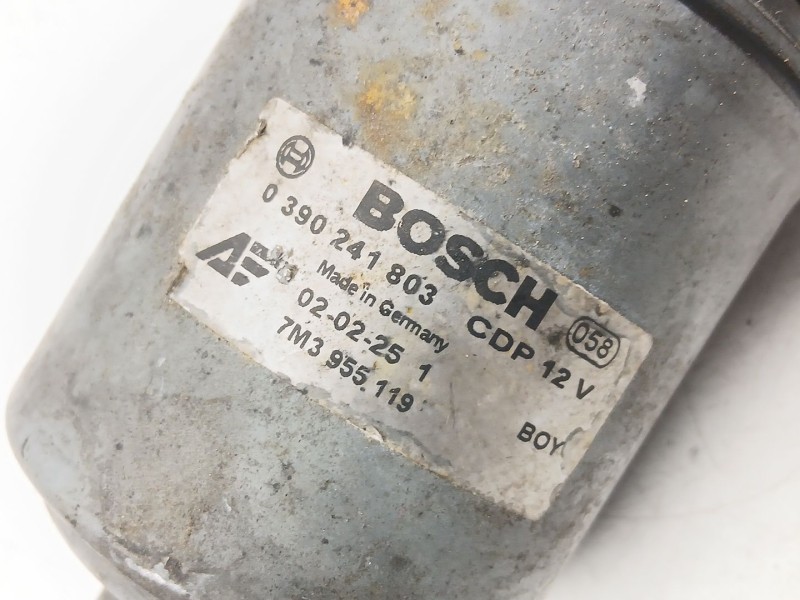 BOSCH 058
0 390 241 803 CDP 12 V
Made in Germany
02-02-25 1
7M3 955 119
BOY